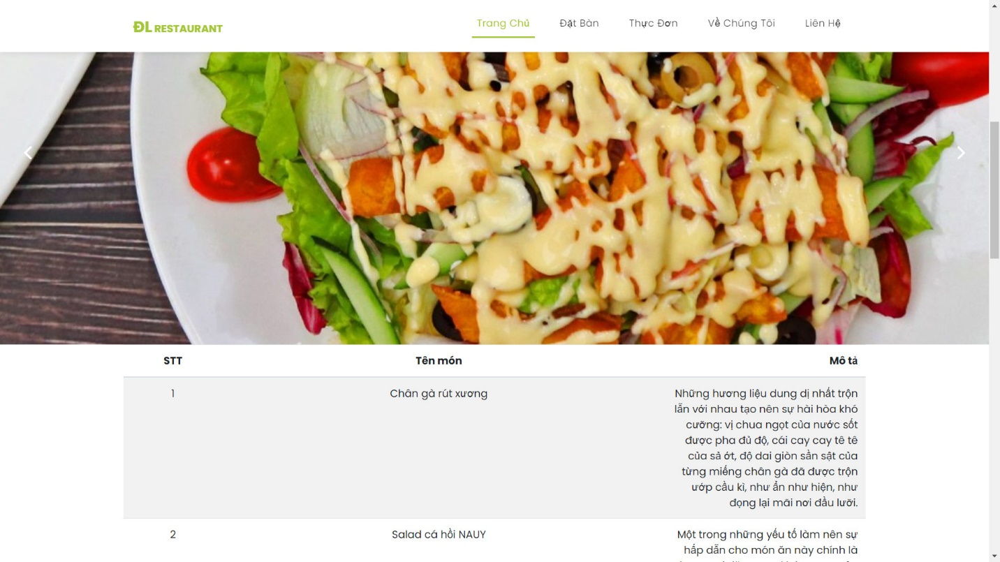 ĐL RESTAURANT
Trang Chủ
Đặt Bàn
Thực Đơn
Về Chúng Tôi
Liên Hệ
STT
Tên món
Mô tả
1
Chân gà rút xương
Những hương liệu dung dị nhất trộn
lẫn với nhau tạo nên sự hài hòa khó
cưỡng: vị chua ngọt của nước sốt
được pha đủ độ, cái cay cay tê tê
của sả ớt, độ dai giòn sần sật của
từng miếng chân gà đã được trộn
ướp cầu kì, như ẩn như hiện, như
đọng lại mãi nơi đầu lưỡi.
2
Salad cá hồi NAUY
Một trong những yếu tố làm nên sự
hấp dẫn cho món ăn này chính là